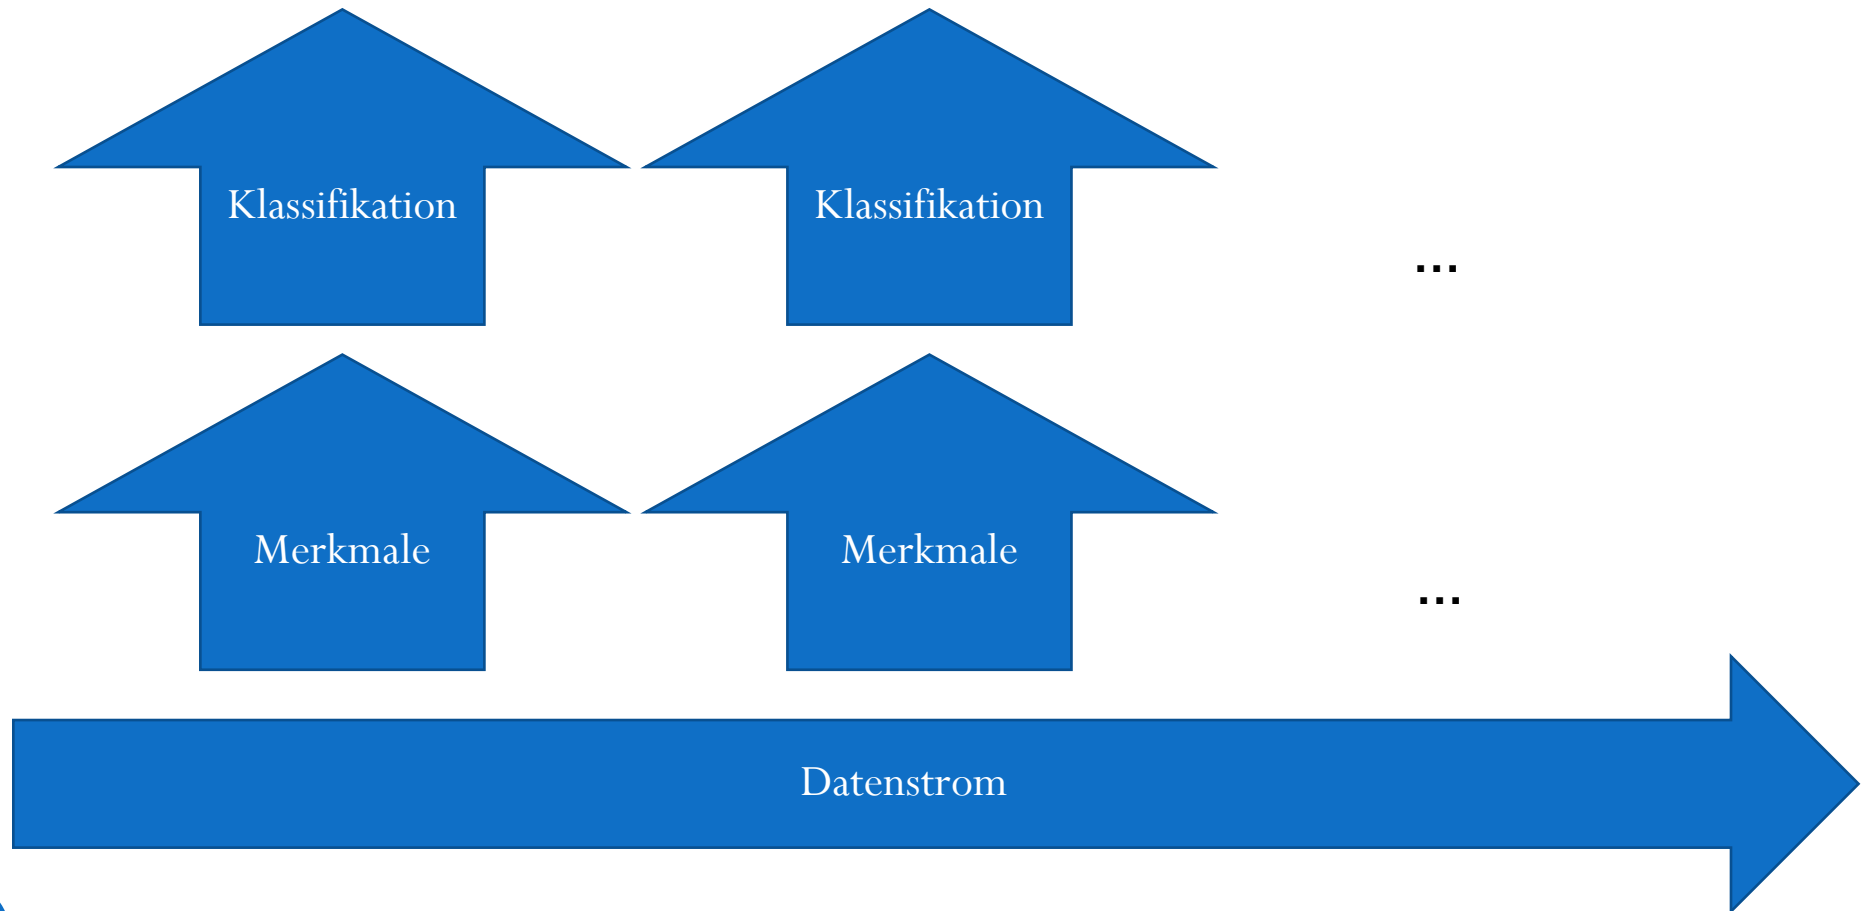 Klassifikation
Klassifikation
...
Merkmale
Merkmale
...
Datenstrom